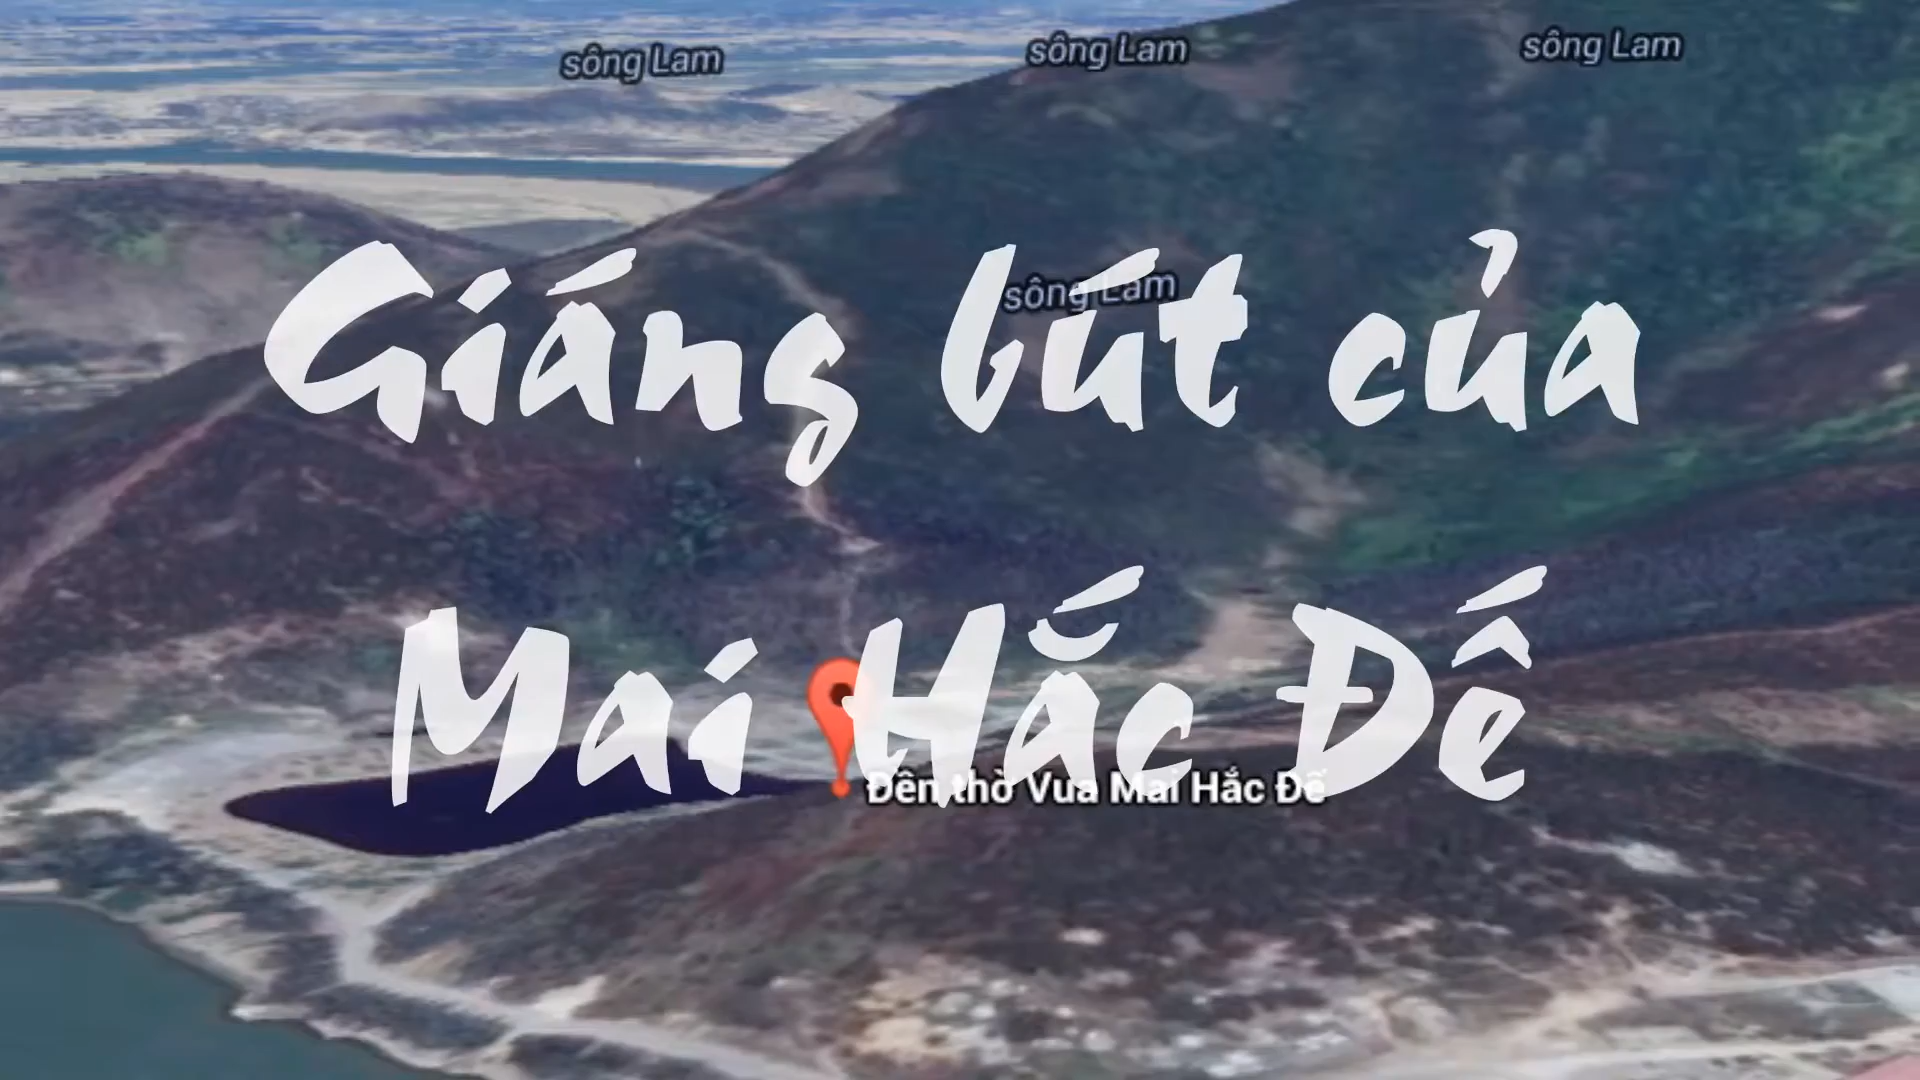 sông Lam
sông Lam
sông Lam
sông Lam
Giáng bút của
Mai Hắc Đế
Đền thờ Vua Mai Hắc Đế